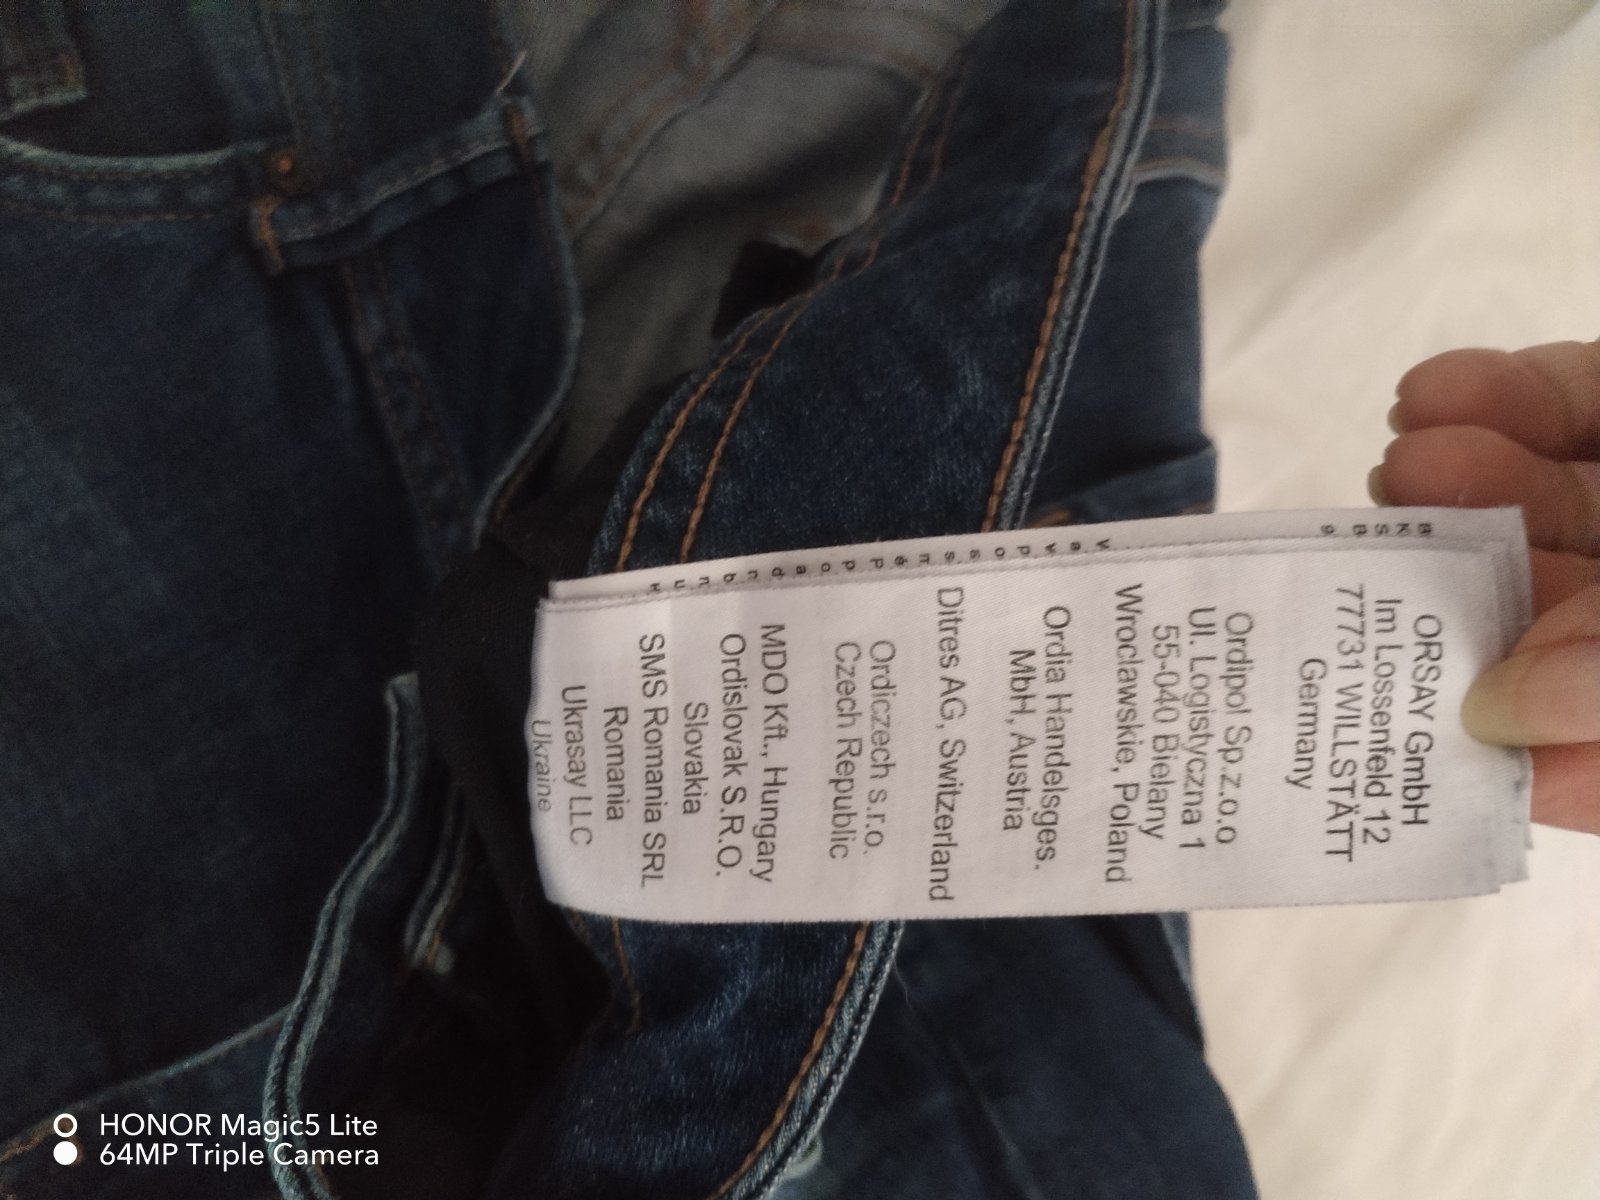 ORSAY GmbH
Im Lossenfeld 12
77731 WILLSTÄTT
Germany
Ordipol Sp.z.o.o
Ul. Logistyczna 1
55-040 Bielany
Wroclawskie, Poland
Ordia Handelsges.
MbH, Austria
Ditres AG, Switzerland
Ordiczech s.r.o.
Czech Republic
MDO Kft., Hungary
Ordislovak S.R.O.
Slovakia
SMS Romania SRL
Romania
Ukrasay LLC
Ukraine
HONOR Magic5 Lite
64MP Triple Camera